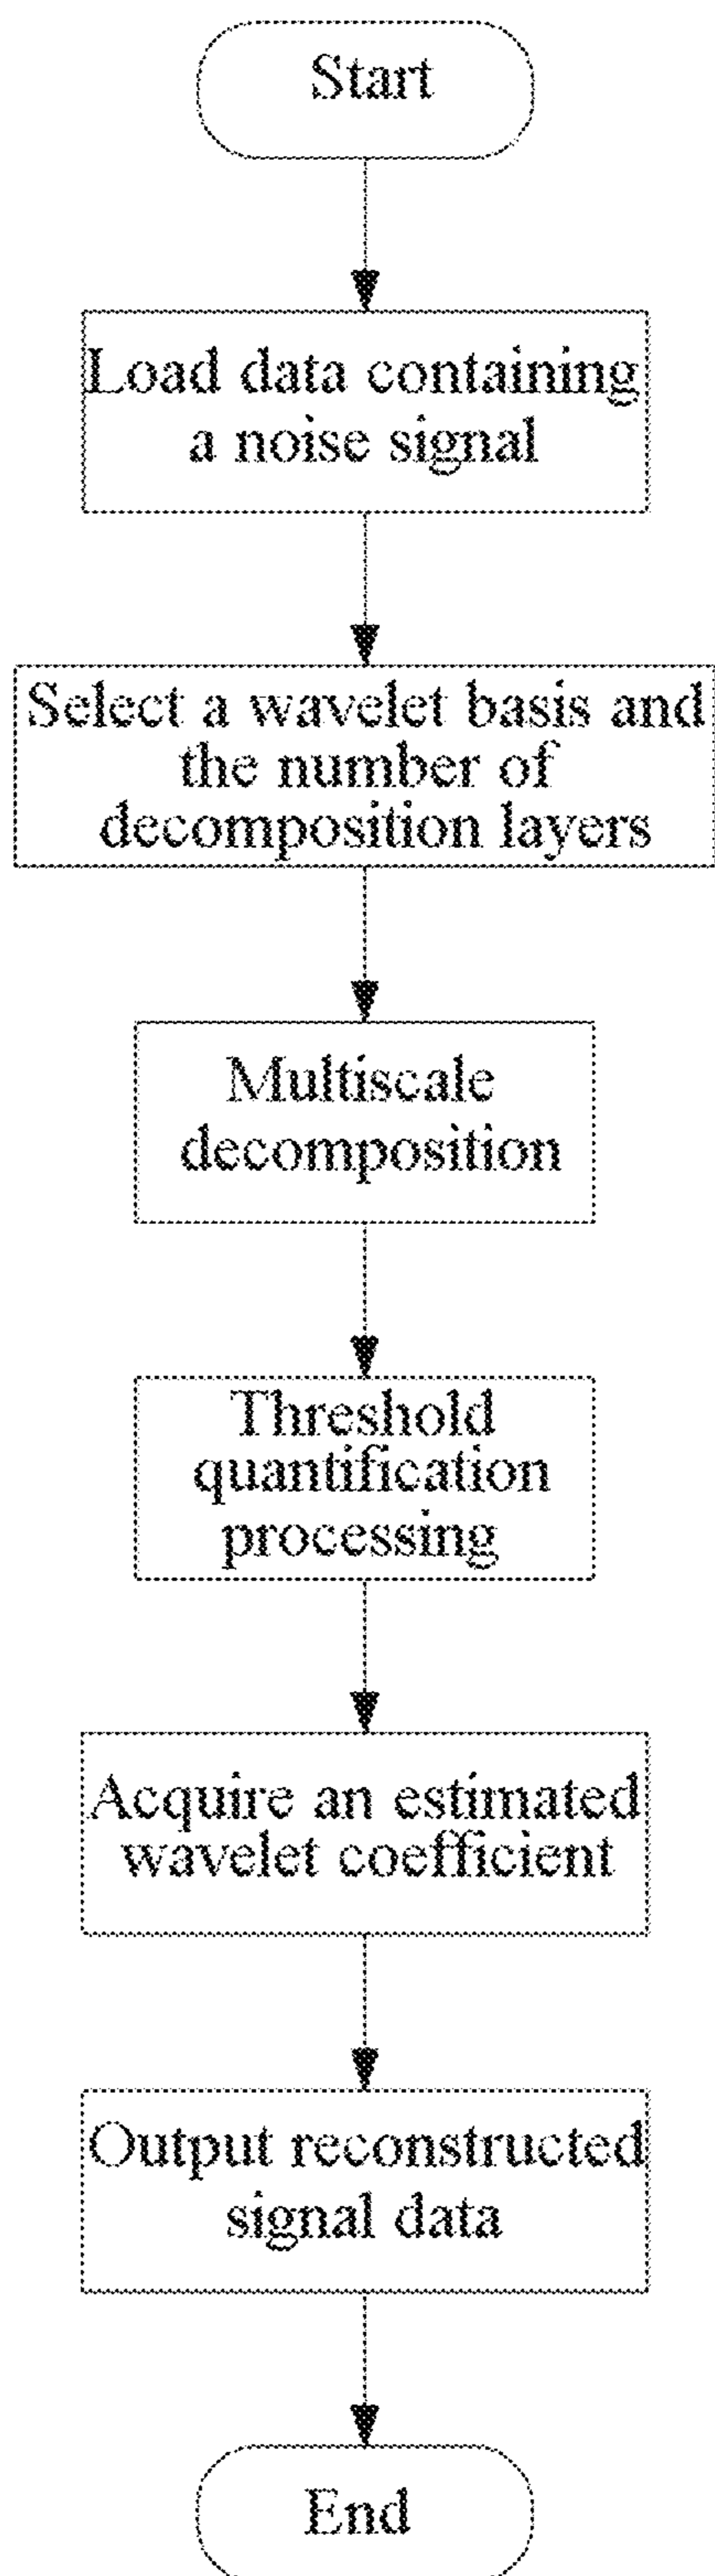 Start
Load data containing
a noise signal
Select a wavelet basis and
the number of
decomposition layers
Multiscale
decomposition
Threshold
quantification
processing
Acquire an estimated
wavelet coefficient
Output reconstructed
signal data
End